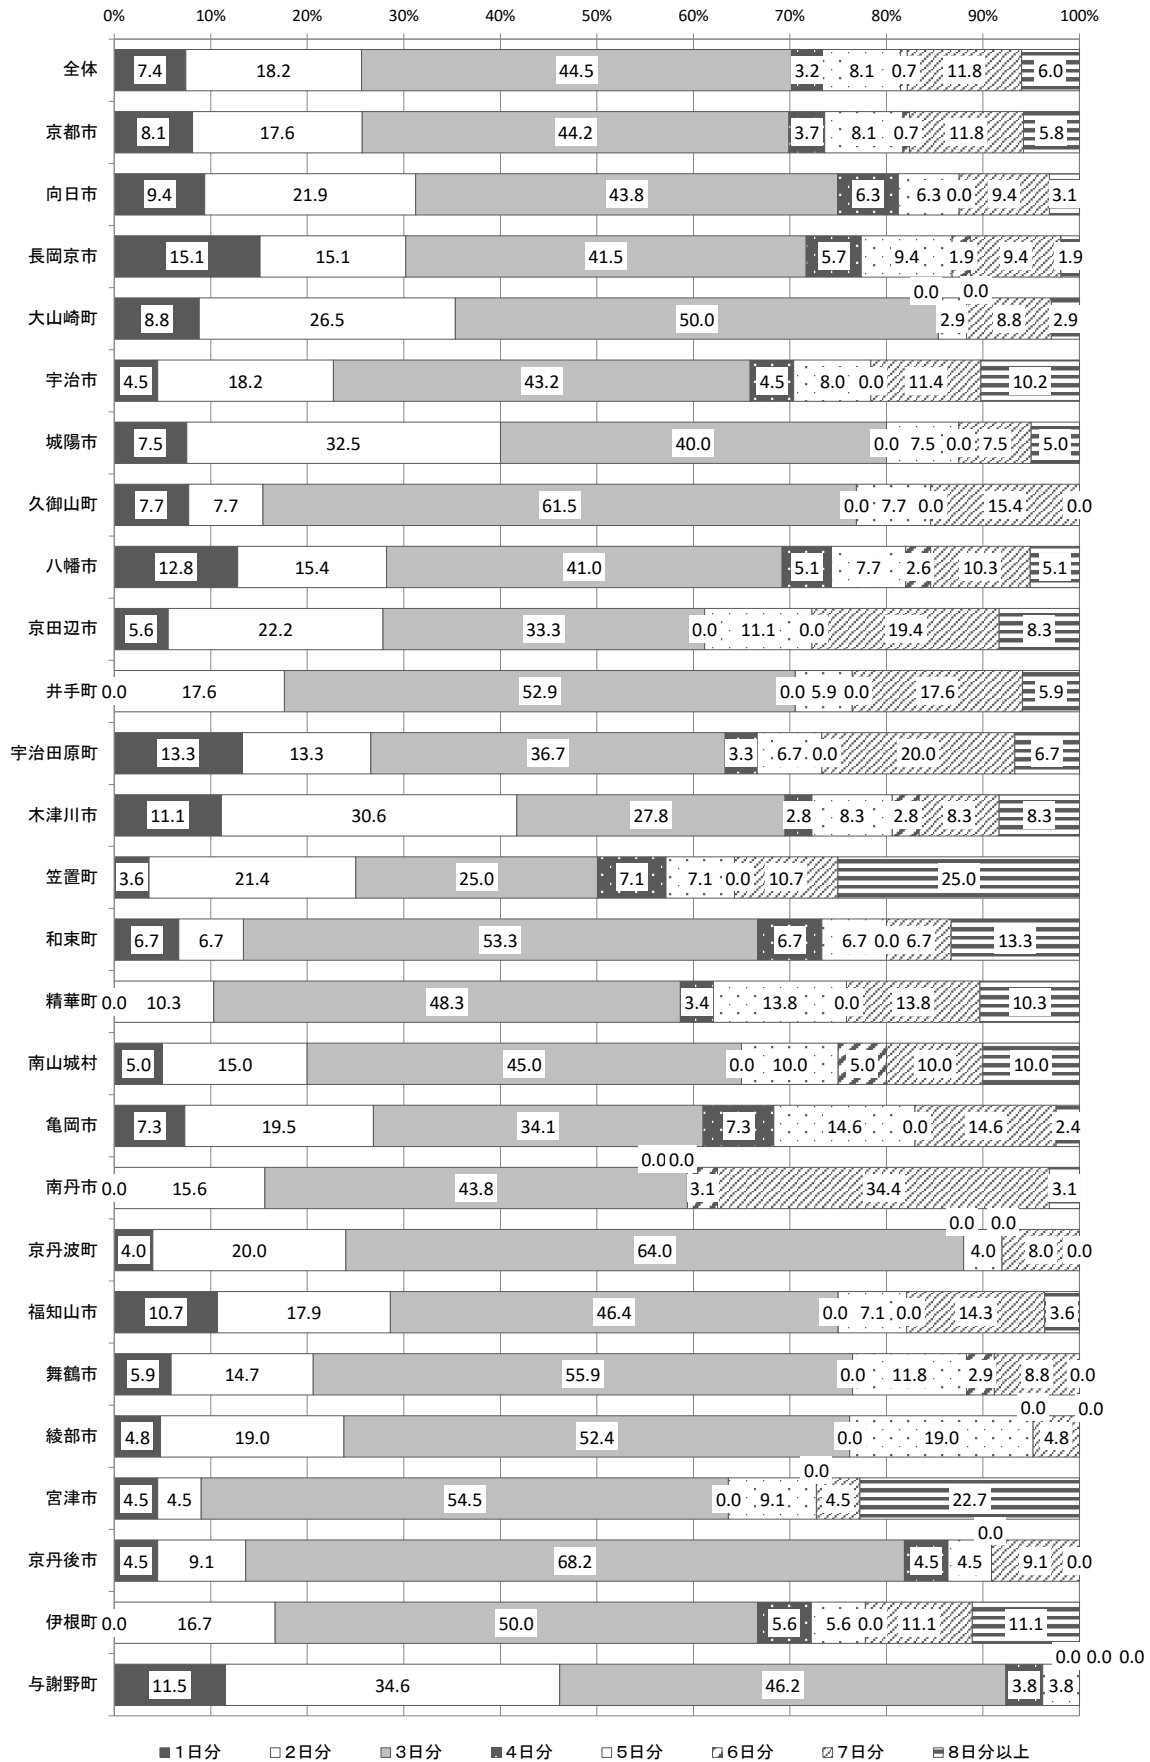 0% 10% 20% 30% 40% 50% 60% 70% 80% 90% 100%
全体 7.4 18.2 44.5 3.2 8.1 0.7 11.8 6.0
京都市 8.1 17.6 44.2 3.7 8.1 0.7 11.8 5.8
向日市 9.4 21.9 43.8 6.3 6.3 0.0 9.4 3.1
長岡京市 15.1 15.1 41.5 5.7 9.4 1.9 9.4 1.9
大山崎町 8.8 26.5 50.0 0.0 2.9 0.0 8.8 2.9
宇治市 4.5 18.2 43.2 4.5 8.0 0.0 11.4 10.2
城陽市 7.5 32.5 40.0 0.0 7.5 0.0 7.5 5.0
久御山町 7.7 7.7 61.5 0.0 7.7 0.0 15.4 0.0
八幡市 12.8 15.4 41.0 5.1 7.7 2.6 10.3 5.1
京田辺市 5.6 22.2 33.3 0.0 11.1 0.0 19.4 8.3
井手町 0.0 17.6 52.9 0.0 5.9 0.0 17.6 5.9
宇治田原町 13.3 13.3 36.7 3.3 6.7 0.0 20.0 6.7
木津川市 11.1 30.6 27.8 2.8 8.3 2.8 8.3 8.3
笠置町 3.6 21.4 25.0 7.1 7.1 0.0 10.7 25.0
和束町 6.7 6.7 53.3 6.7 6.7 0.0 6.7 13.3
精華町 0.0 10.3 48.3 3.4 13.8 0.0 13.8 10.3
南山城村 5.0 15.0 45.0 0.0 10.0 5.0 10.0 10.0
亀岡市 7.3 19.5 34.1 7.3 14.6 0.0 14.6 2.4
南丹市 0.0 15.6 43.8 0.0 0.0 3.1 34.4 3.1
京丹波町 4.0 20.0 64.0 0.0 4.0 0.0 8.0 0.0
福知山市 10.7 17.9 46.4 0.0 7.1 0.0 14.3 3.6
舞鶴市 5.9 14.7 55.9 0.0 11.8 2.9 8.8 0.0
綾部市 4.8 19.0 52.4 0.0 19.0 0.0 4.8 0.0
宮津市 4.5 4.5 54.5 0.0 9.1 0.0 4.5 22.7
京丹後市 4.5 9.1 68.2 4.5 4.5 0.0 9.1 0.0
伊根町 0.0 16.7 50.0 5.6 5.6 0.0 11.1 11.1
与謝野町 11.5 34.6 46.2 3.8 3.8 0.0 0.0 0.0
1日分 2日分 3日分 4日分 5日分 6日分 7日分 8日分以上